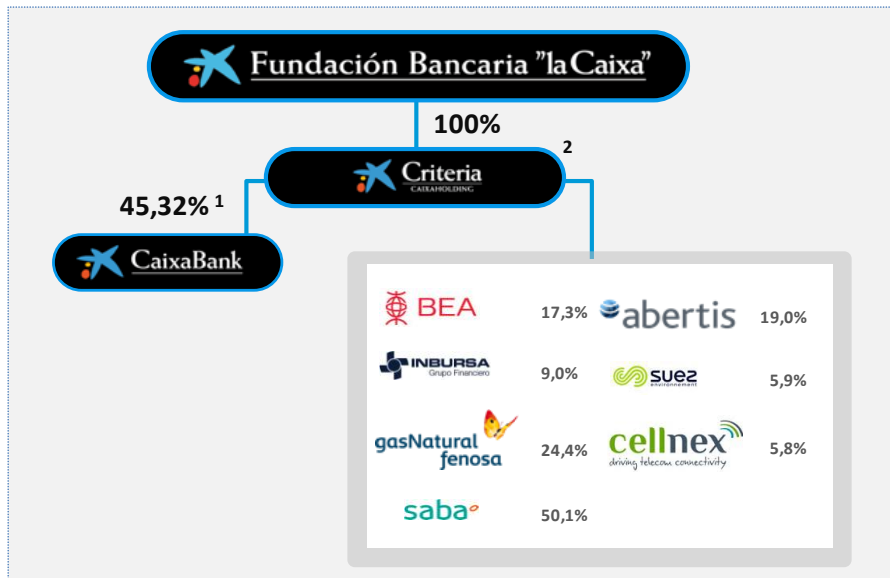 Fundación Bancaria "la Caixa"
100%
2
Criteria
CAIXAHOLDING
45,32% 1
CaixaBank
BEA 17,3% abertis 19,0%
INBURSA
Grupo Financiero
9,0%
suez
environnement
5,9%
gasNatural
fenosa
24,4%
cellnex
driving telecom connectivity
5,8%
saba 50,1%